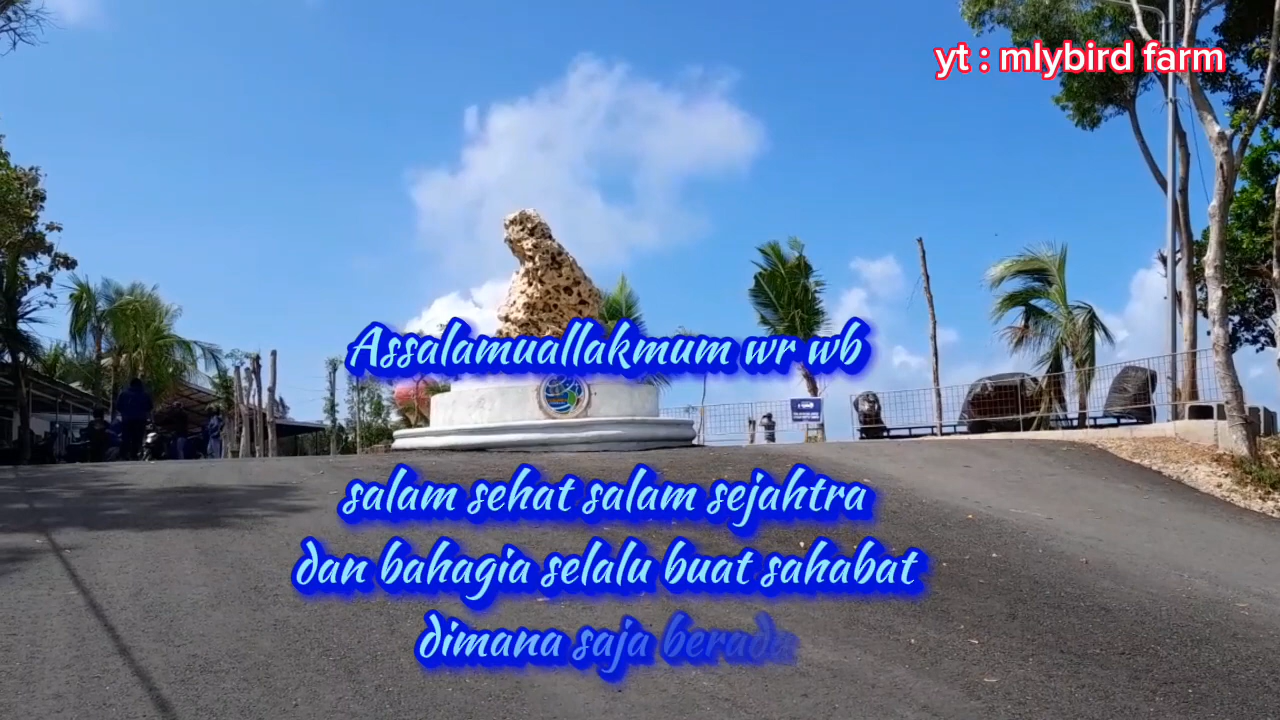 yt : mlybird farm
Assalamuallakmum wr wb
salam sehat salam sejahtra
dan bahagia selalu buat sahabat
dimana saja berada